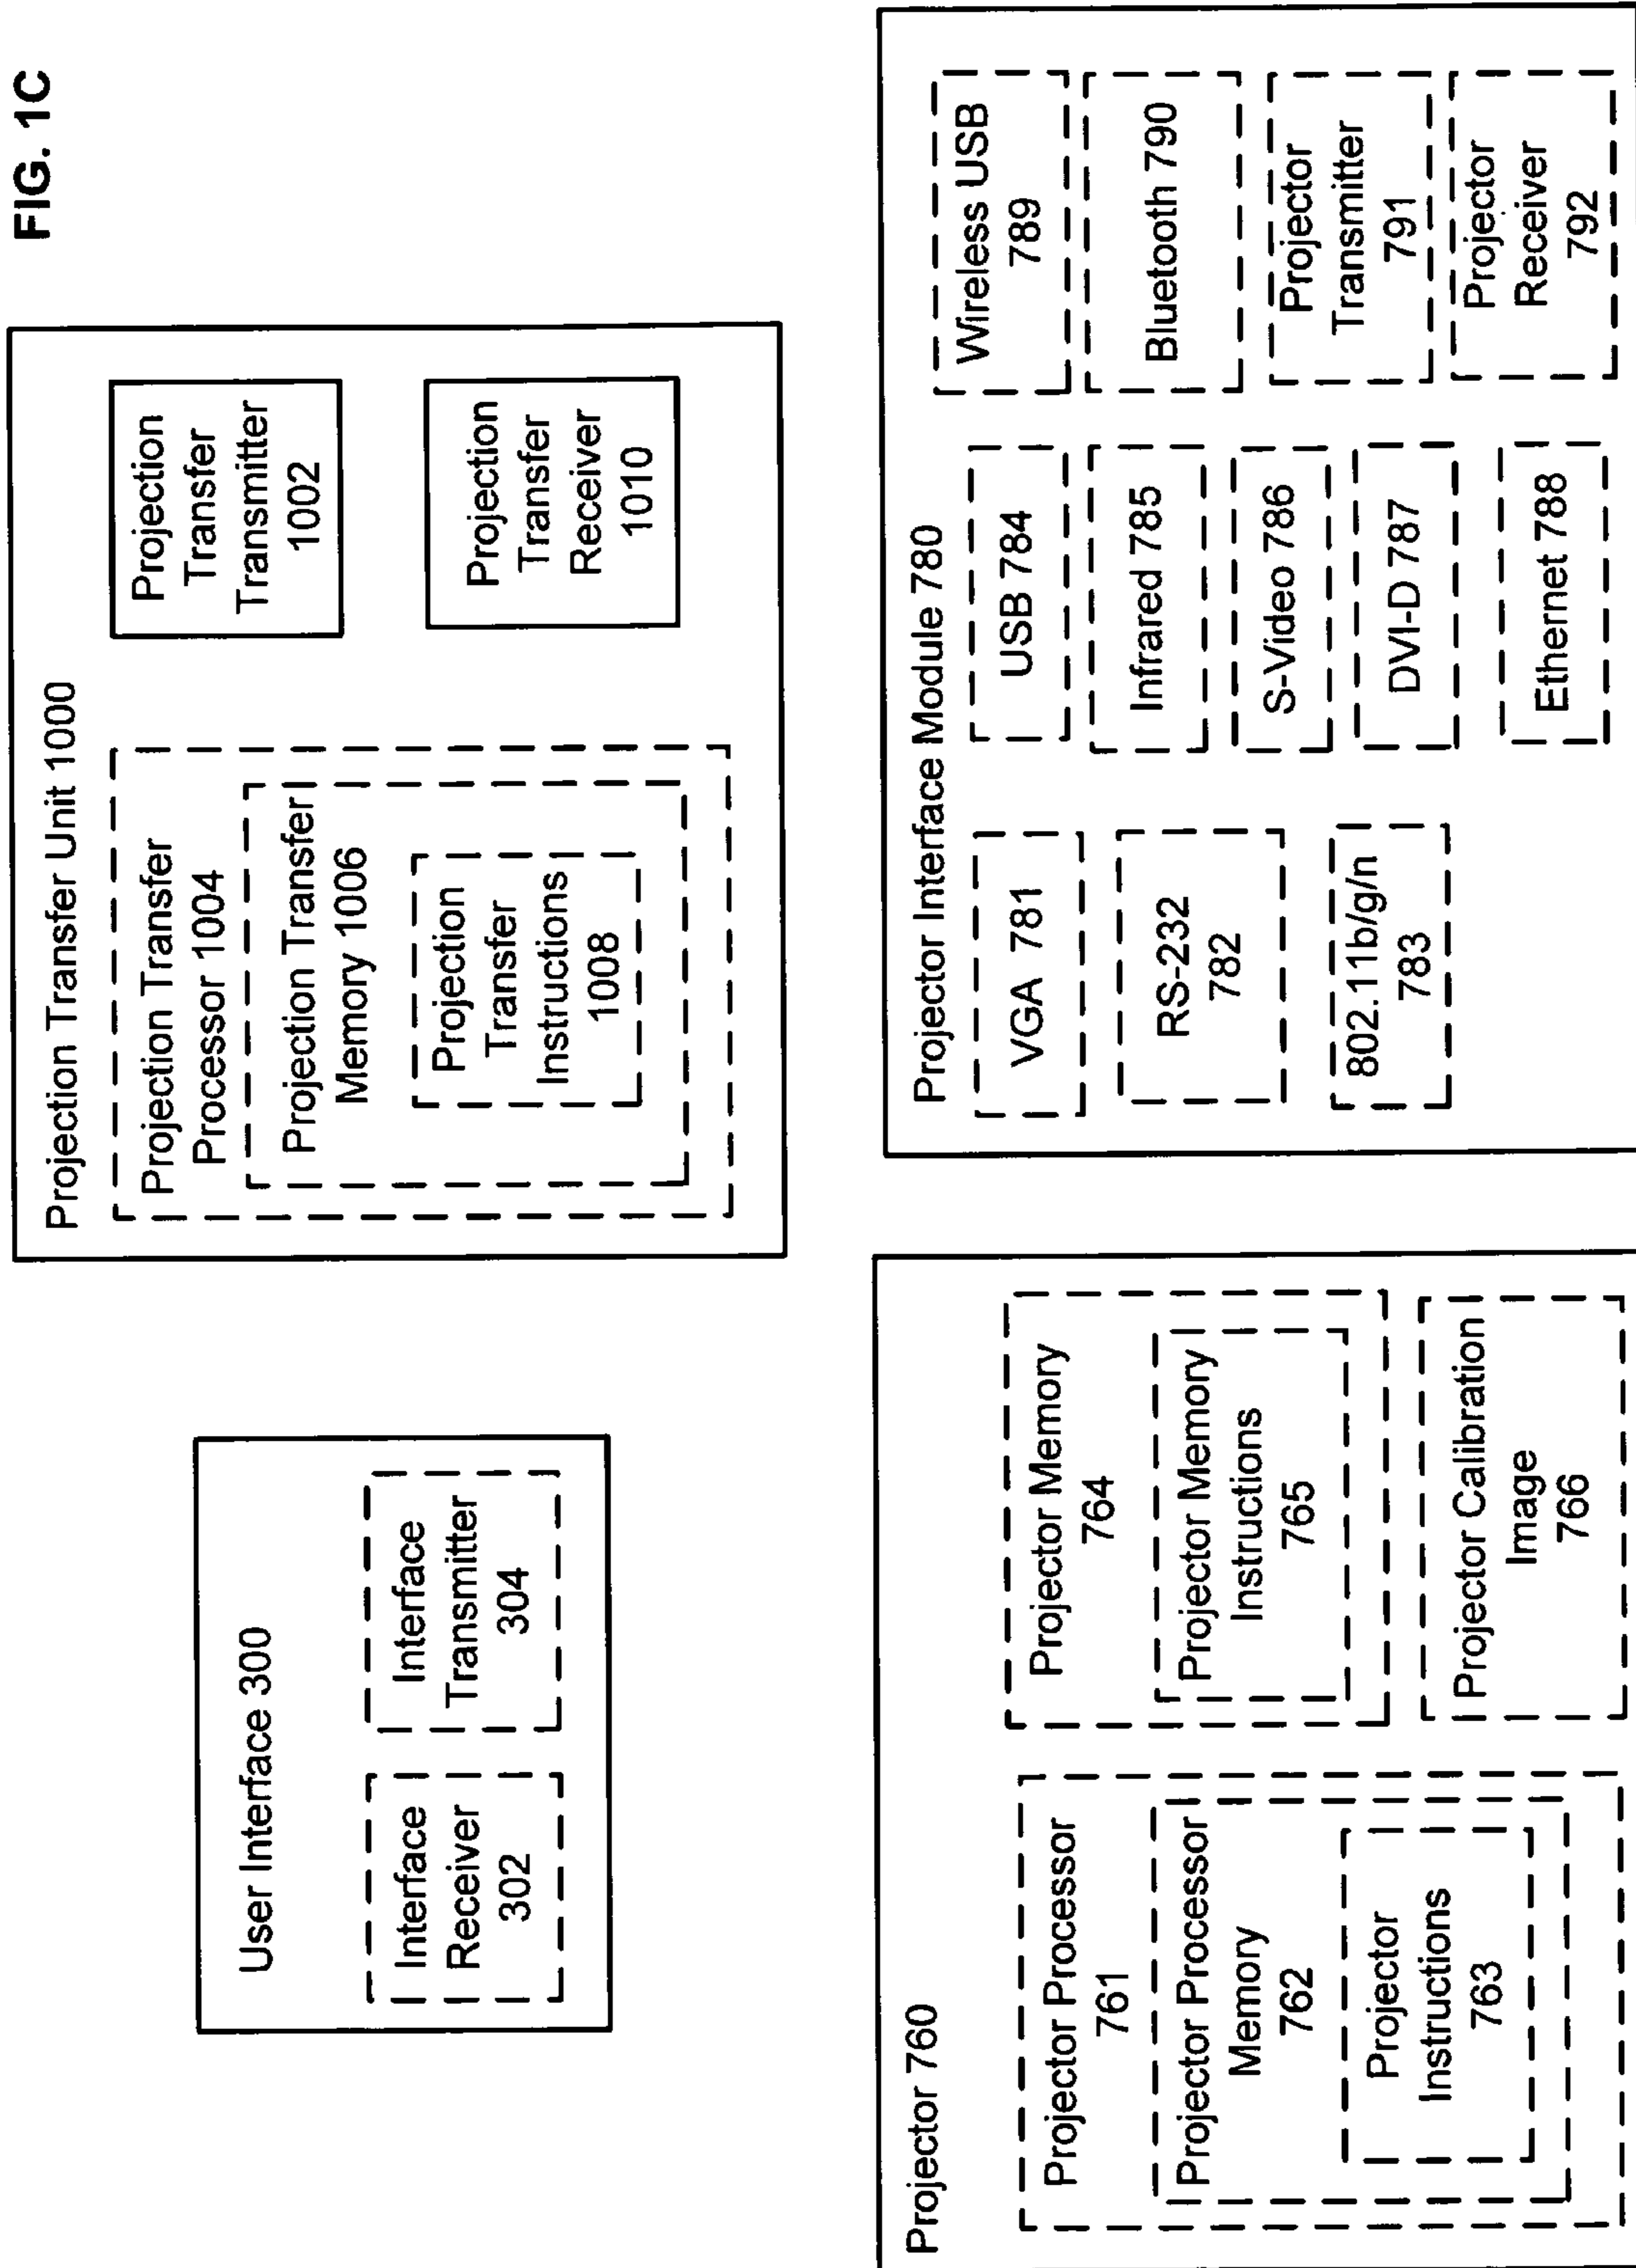 FIG. 1C
User Interface 300
Interface
Receiver
302
Interface
Transmitter
304
Projection Transfer Unit 1000
Projection Transfer
Processor 1004
Projection Transfer
Memory 1006
Projection
Transfer
Instructions
1008
Projection
Transfer
Transmitter
1002
Projection
Transfer
Receiver
1010
Projector 760
Projector Processor
761
Projector Processor
Memory
762
Projector
Instructions
763
Projector Memory
764
Projector Memory
Instructions
765
Projector Calibration
Image
766
Projector Interface Module 780
VGA 781
RS-232
782
802.11b/g/n
783
USB 784
Infrared 785
S-Video 786
DVI-D 787
Ethernet 788
Wireless USB
789
Bluetooth 790
Projector
Transmitter
791
Projector
Receiver
792